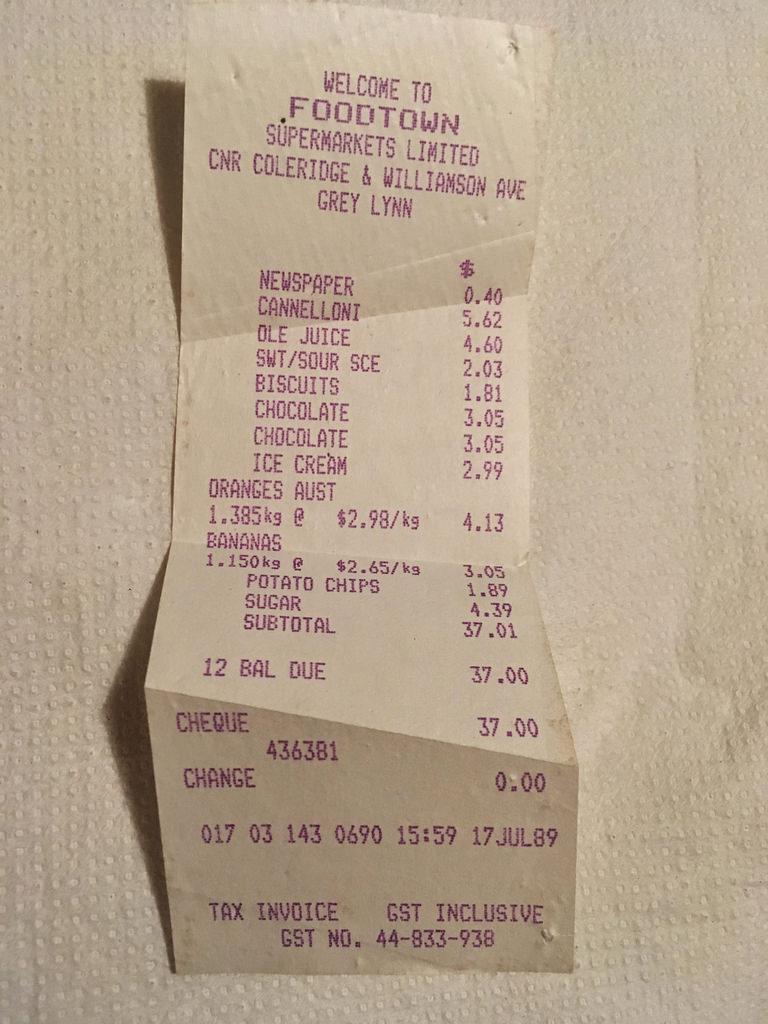 WELCOME TO
FOODTOWN
SUPERMARKETS LIMITED
CNR COLERIDGE & WILLIAMSON AVE
GREY LYNN
$
NEWSPAPER 0.40
CANNELLONI 5.62
OLE JUICE 4.60
SWT/SOUR SCE 2.03
BISCUITS 1.81
CHOCOLATE 3.05
CHOCOLATE 3.05
ICE CREAM 2.99
ORANGES AUST
1.385kg @ $2.98/kg 4.13
BANANAS
1.150kg @ $2.65/kg 3.05
POTATO CHIPS 1.89
SUGAR 4.39
SUBTOTAL 37.01
12 BAL DUE 37.00
CHEQUE 37.00
436381
CHANGE 0.00
017 03 143 0690 15:59 17JUL89
TAX INVOICE GST INCLUSIVE
GST NO. 44-833-938